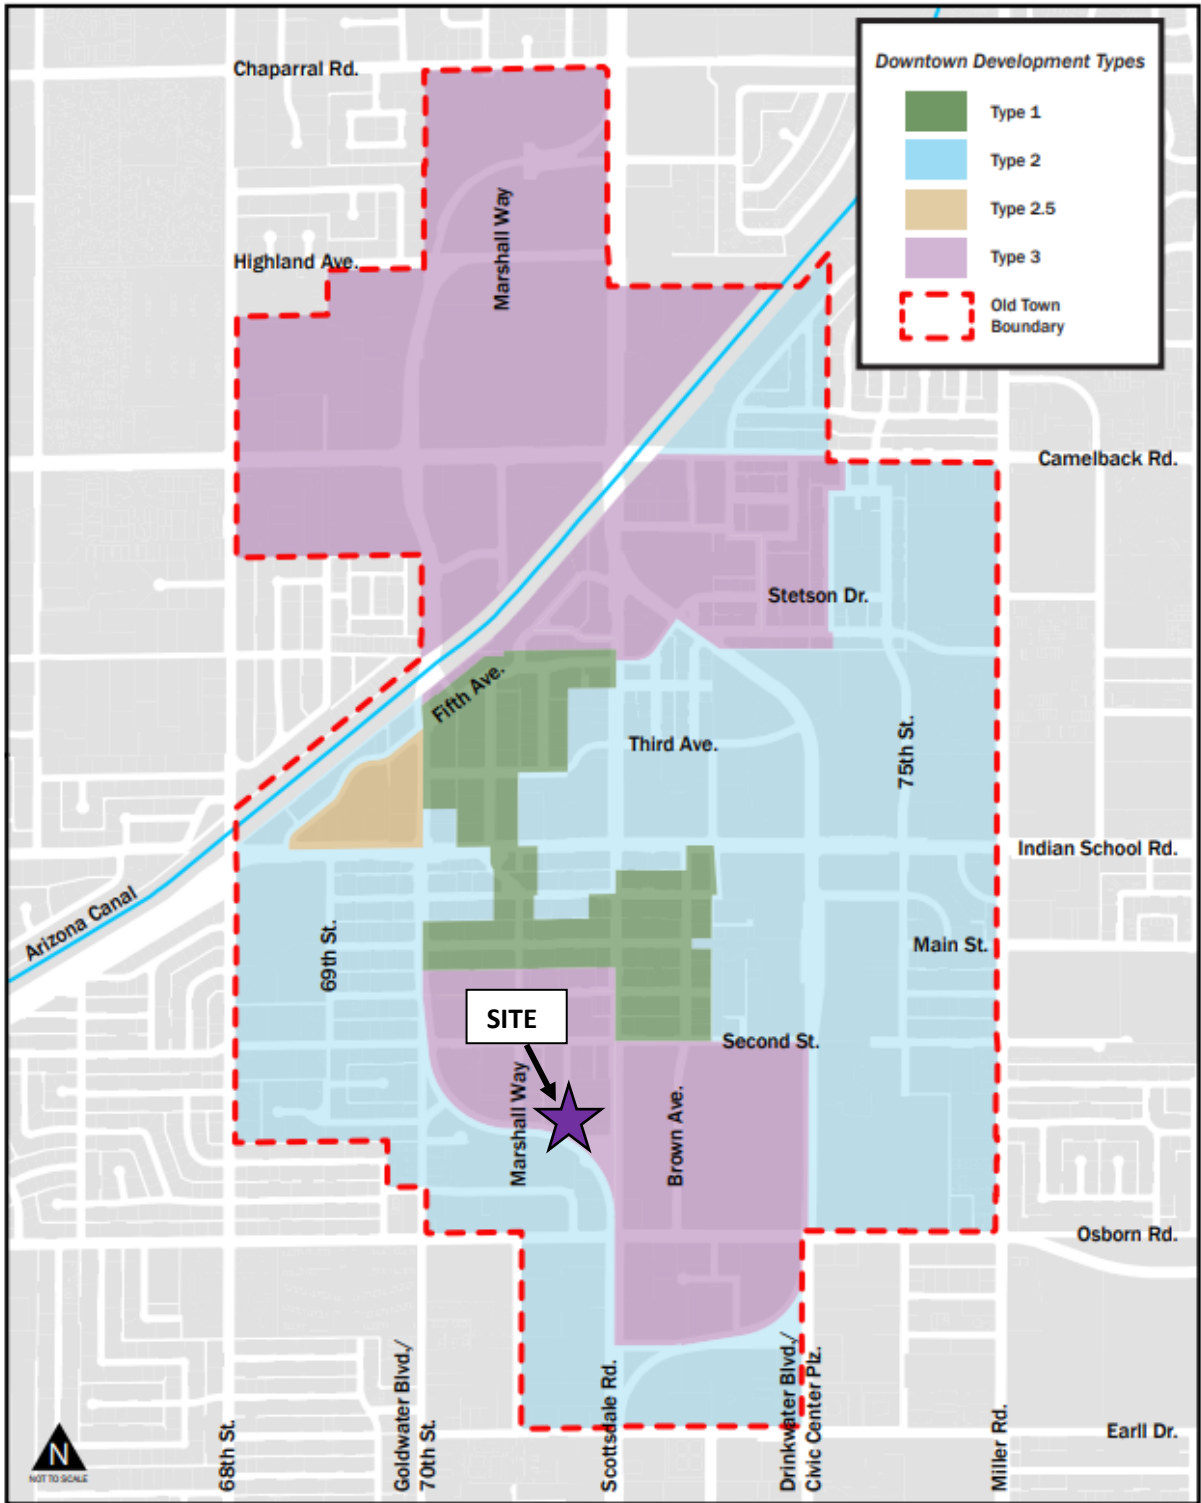 Downtown Development Types
Type 1
Type 2
Type 2.5
Type 3
Old Town
Boundary
Chaparral Rd.
Marshall Way
Highland Ave.
Camelback Rd.
Stetson Dr.
Fifth Ave.
Third Ave.
75th St.
Indian School Rd.
Arizona Canal
69th St.
Main St.
SITE
Second St.
Marshall Way
Brown Ave.
Osborn Rd.
68th St.
Goldwater Blvd./
70th St.
Scottsdale Rd.
Drinkwater Blvd./
Civic Center Plz.
Miller Rd.
Earll Dr.
N
NOT TO SCALE